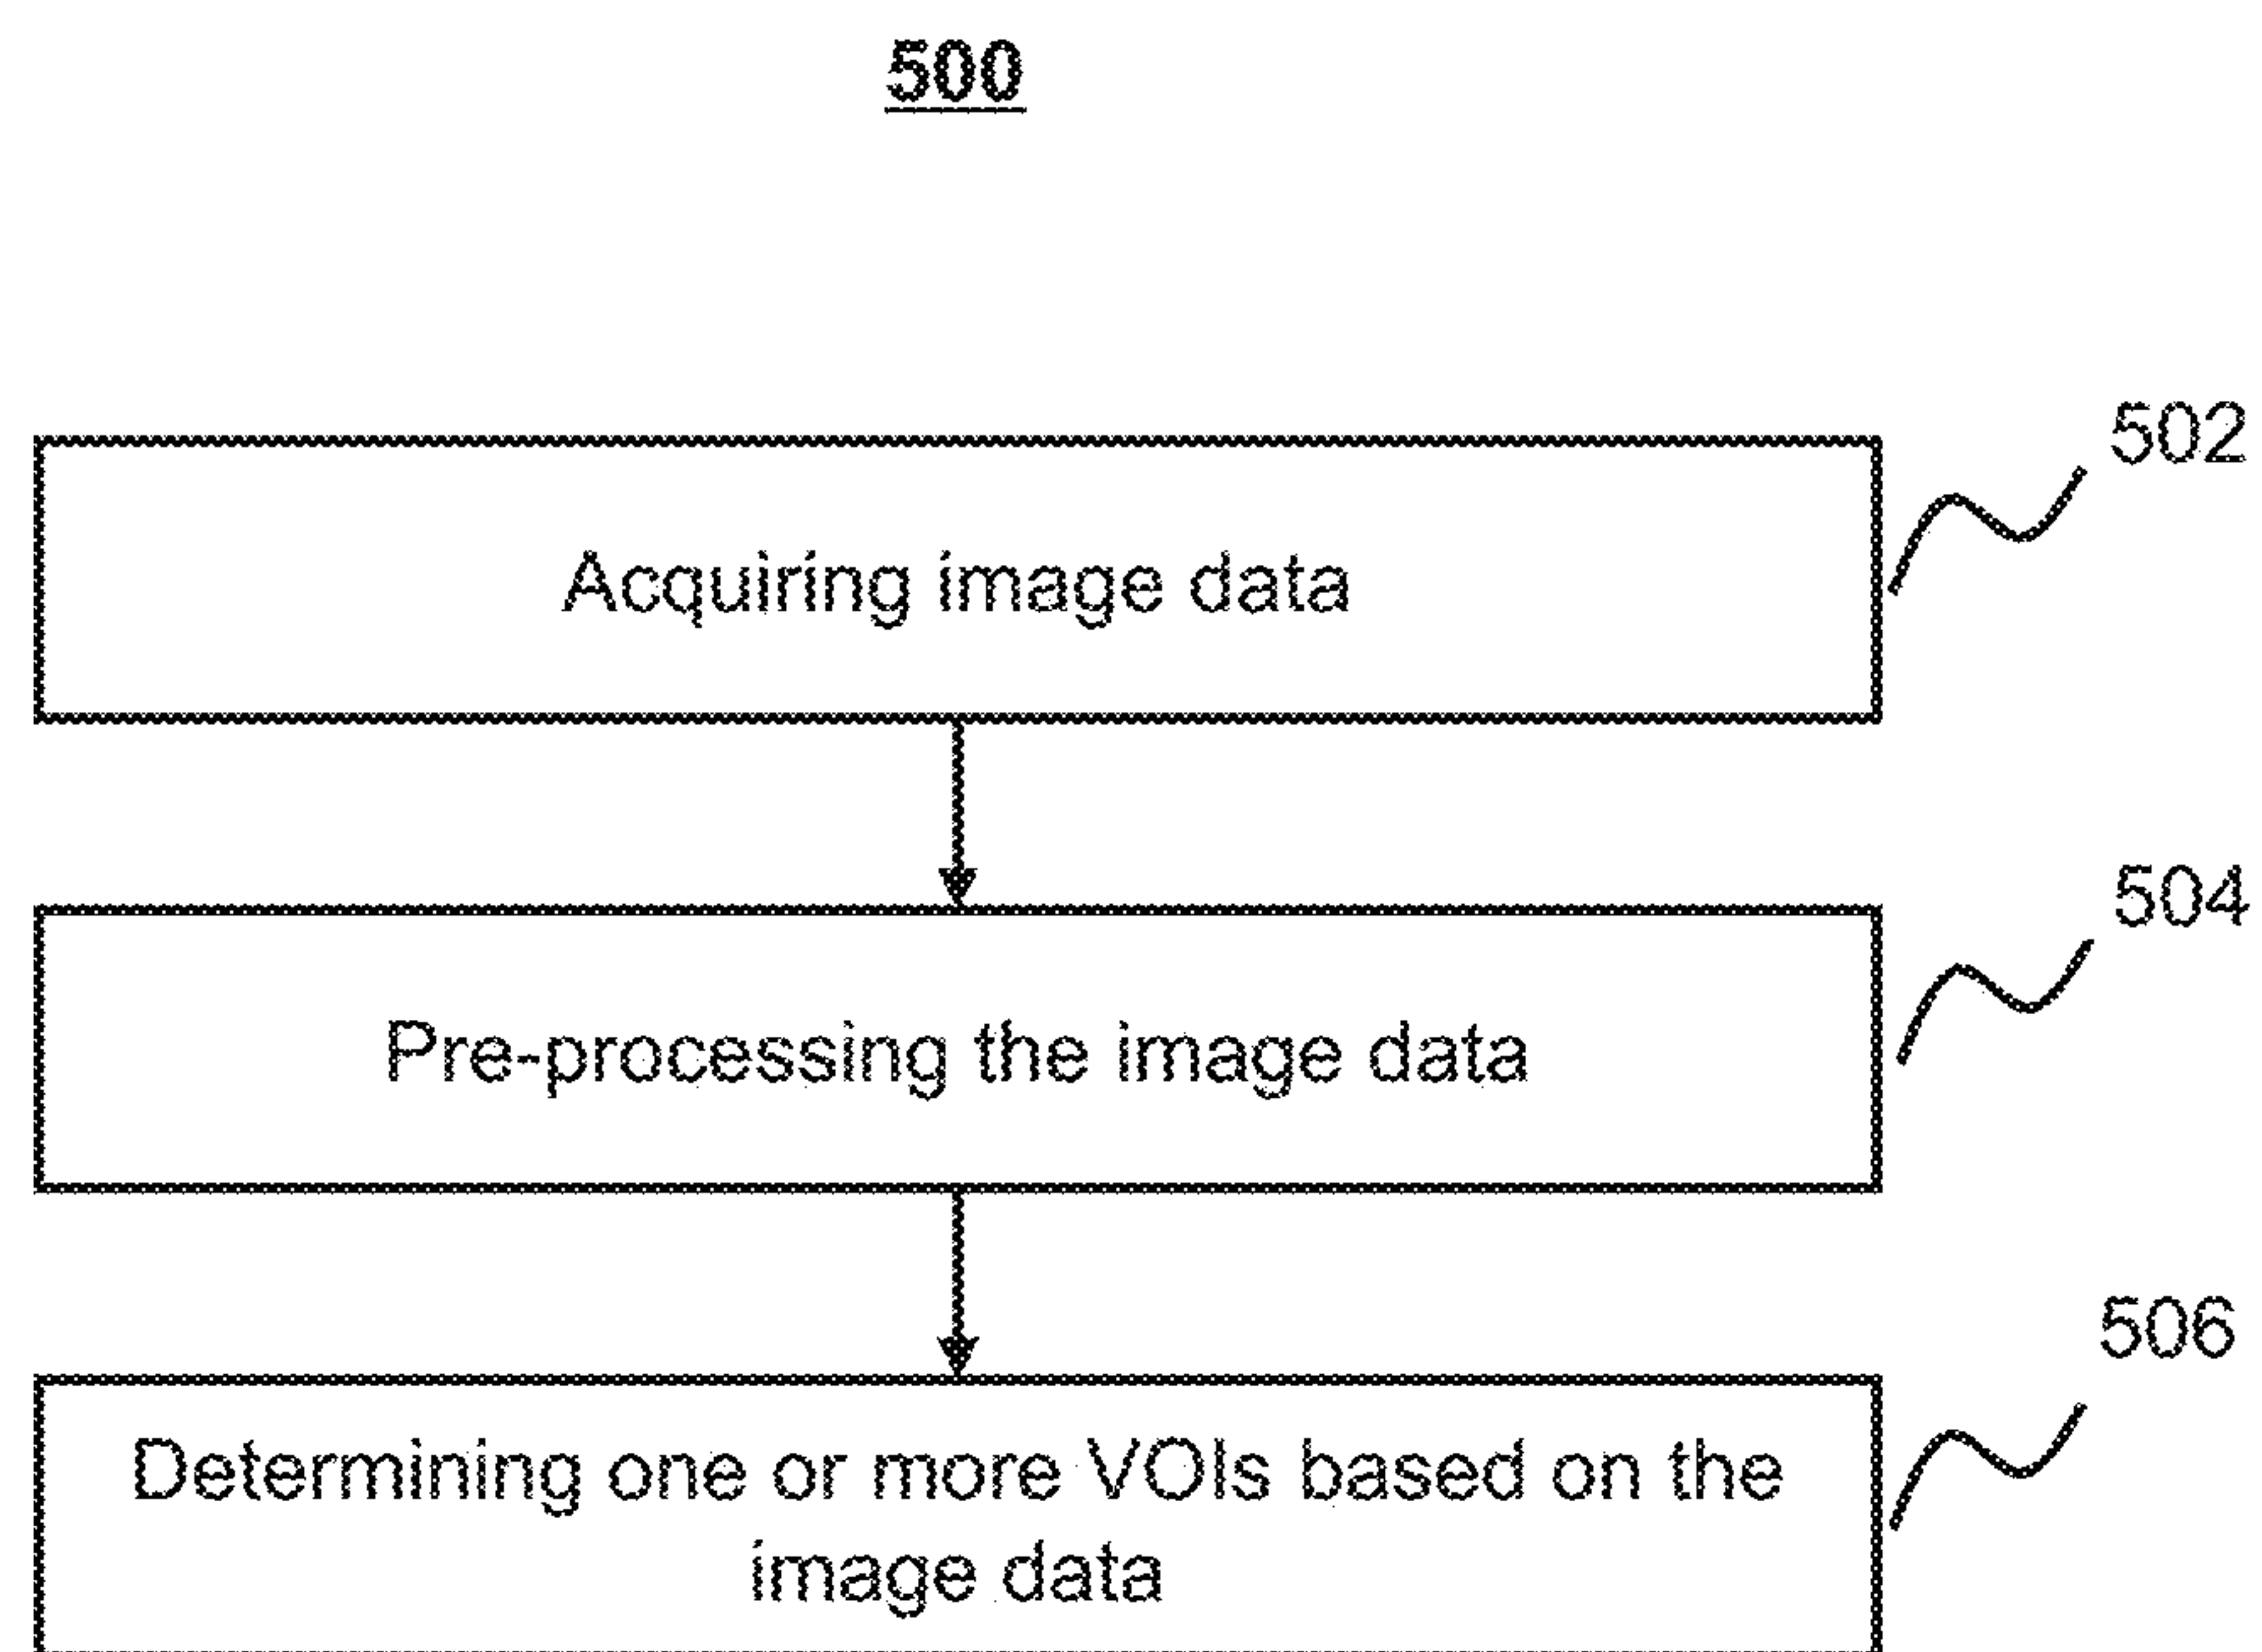 500
502
Acquiring image data
504
Pre-processing the image data
506
Determining one or more VOIs based on the
image data